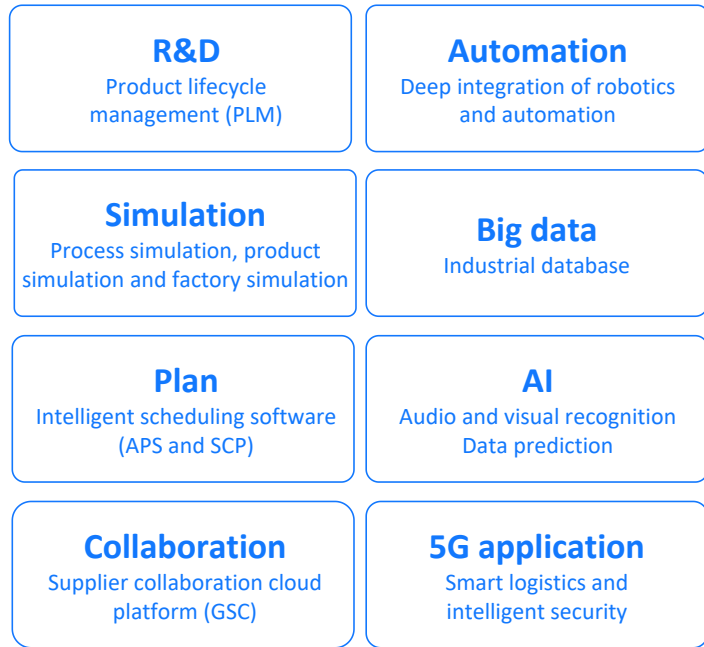 R&D
Product lifecycle
management (PLM)
Automation
Deep integration of robotics
and automation
Simulation
Process simulation, product
simulation and factory simulation
Big data
Industrial database
Plan
Intelligent scheduling software
(APS and SCP)
AI
Audio and visual recognition
Data prediction
Collaboration
Supplier collaboration cloud
platform (GSC)
5G application
Smart logistics and
intelligent security